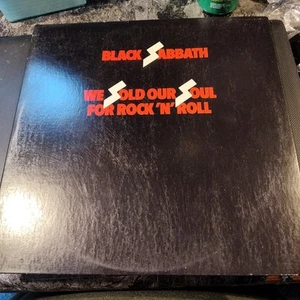 BLACK SABBATH
WE SOLD OUR SOUL
FOR ROCK 'N' ROLL